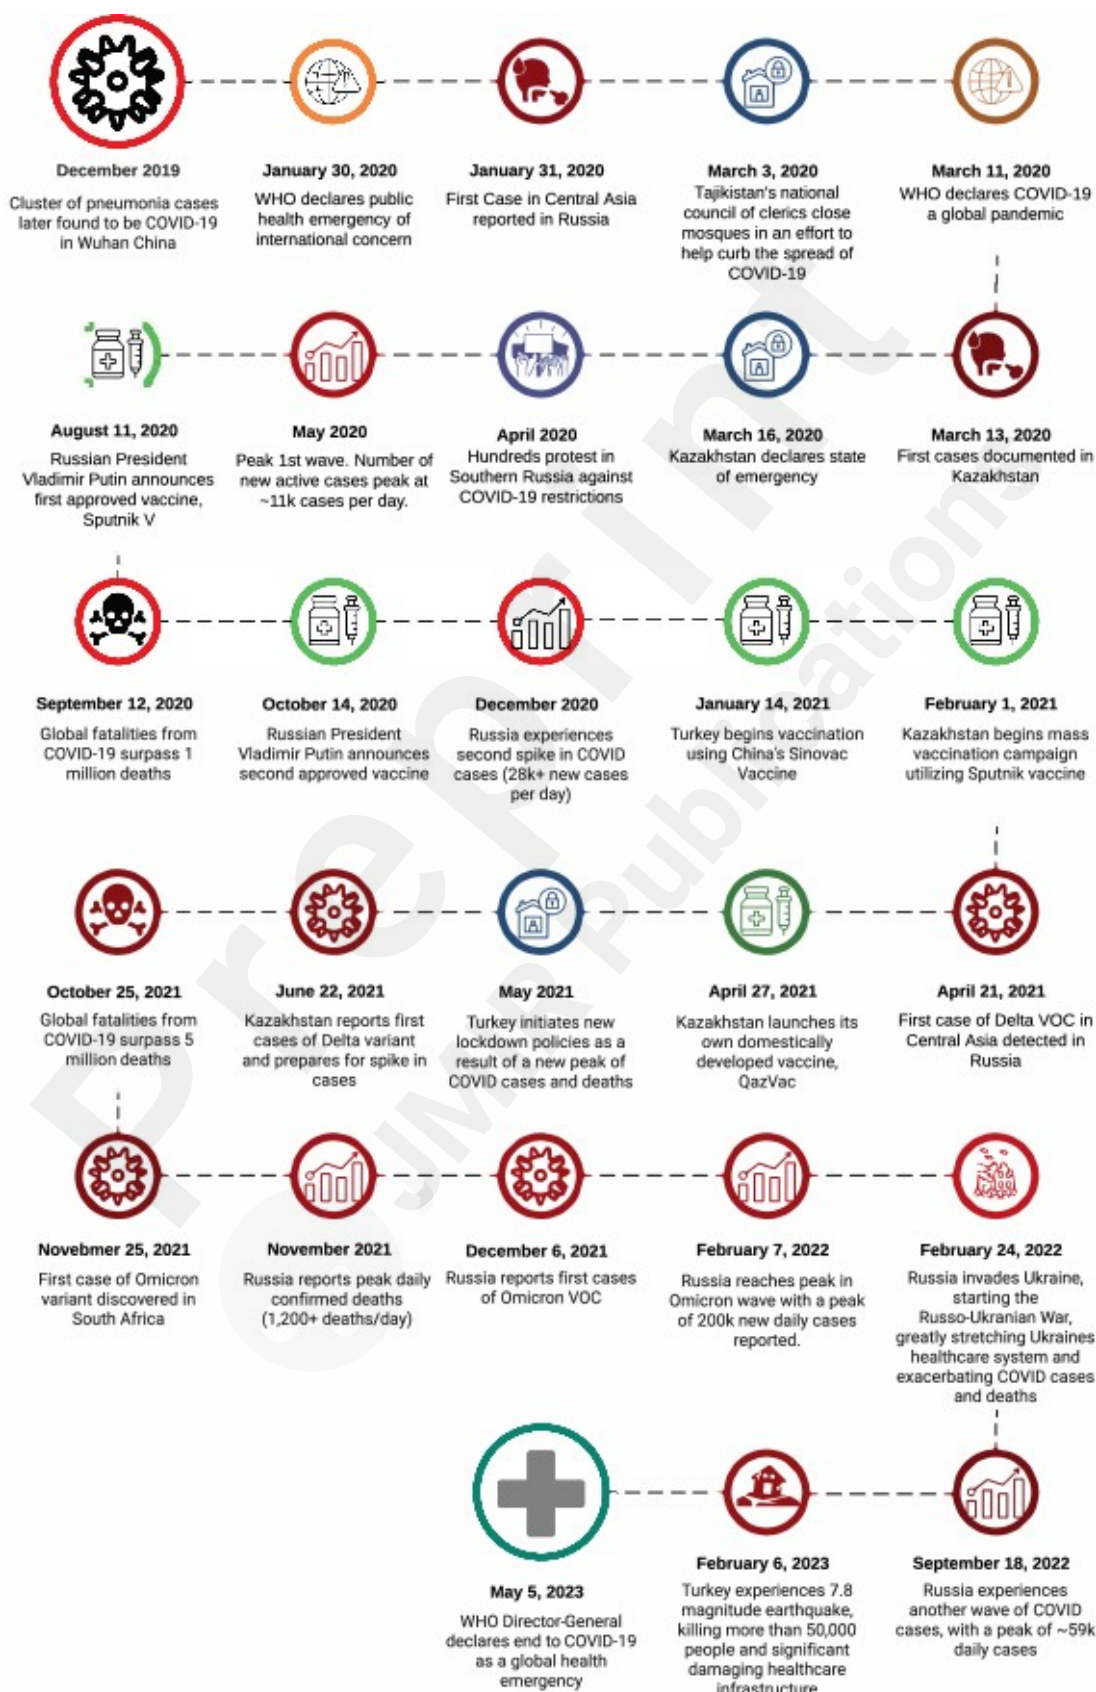 December 2019
Cluster of pneumonia cases
later found to be COVID-19
in Wuhan China
January 30, 2020
WHO declares public
health emergency of
international concern
January 31, 2020
First Case in Central Asia
reported in Russia
March 3, 2020
Tajikistan's national
council of clerics close
mosques in an effort to
help curb the spread of
COVID-19
March 11, 2020
WHO declares COVID-19
a global pandemic
March 13, 2020
First cases documented in
Kazakhstan
March 16, 2020
Kazakhstan declares state
of emergency
April 2020
Hundreds protest in
Southern Russia against
COVID-19 restrictions
May 2020
Peak 1st wave. Number of
new active cases peak at
~11k cases per day.
August 11, 2020
Russian President
Vladimir Putin announces
first approved vaccine,
Sputnik V
September 12, 2020
Global fatalities from
COVID-19 surpass 1
million deaths
October 14, 2020
Russian President
Vladimir Putin announces
second approved vaccine
December 2020
Russia experiences
second spike in COVID
cases (28k+ new cases
per day)
January 14, 2021
Turkey begins vaccination
using China's Sinovac
Vaccine
February 1, 2021
Kazakhstan begins mass
vaccination campaign
utilizing Sputnik vaccine
April 21, 2021
First case of Delta VOC in
Central Asia detected in
Russia
April 27, 2021
Kazakhstan launches its
own domestically
developed vaccine,
QazVac
May 2021
Turkey initiates new
lockdown policies as a
result of a new peak of
COVID cases and deaths
June 22, 2021
Kazakhstan reports first
cases of Delta variant
and prepares for spike in
cases
October 25, 2021
Global fatalities from
COVID-19 surpass 5
million deaths
Novebmer 25, 2021
First case of Omicron
variant discovered in
South Africa
November 2021
Russia reports peak daily
confirmed deaths
(1,200+ deaths/day)
December 6, 2021
Russia reports first cases
of Omicron VOC
February 7, 2022
Russia reaches peak in
Omicron wave with a peak
of 200k new daily cases
reported.
February 24, 2022
Russia invades Ukraine,
starting the
Russo-Ukranian War,
greatly stretching Ukraines
healthcare system and
exacerbating COVID cases
and deaths
September 18, 2022
Russia experiences
another wave of COVID
cases, with a peak of ~59k
daily cases
February 6, 2023
Turkey experiences 7.8
magnitude earthquake,
killing more than 50,000
people and significant
damaging healthcare
infrastructure
May 5, 2023
WHO Director-General
declares end to COVID-19
as a global health
emergency
Preprint
JMIR Publications